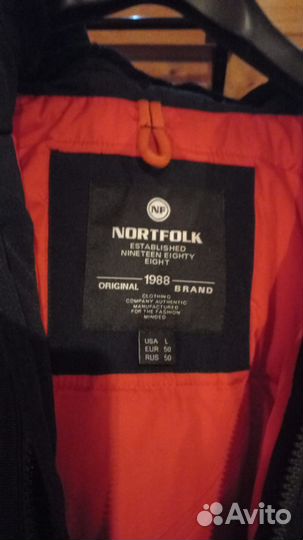 NF
NORTFOLK
ESTABLISHED
NINETEEN EIGHTY
EIGHT
1988
ORIGINAL BRAND
CLOTHING
COMPANY AUTHENTIC
MANUFACTURED
FOR THE FASHION
MINDED
USA L
EUR 50
RUS 50
Avito